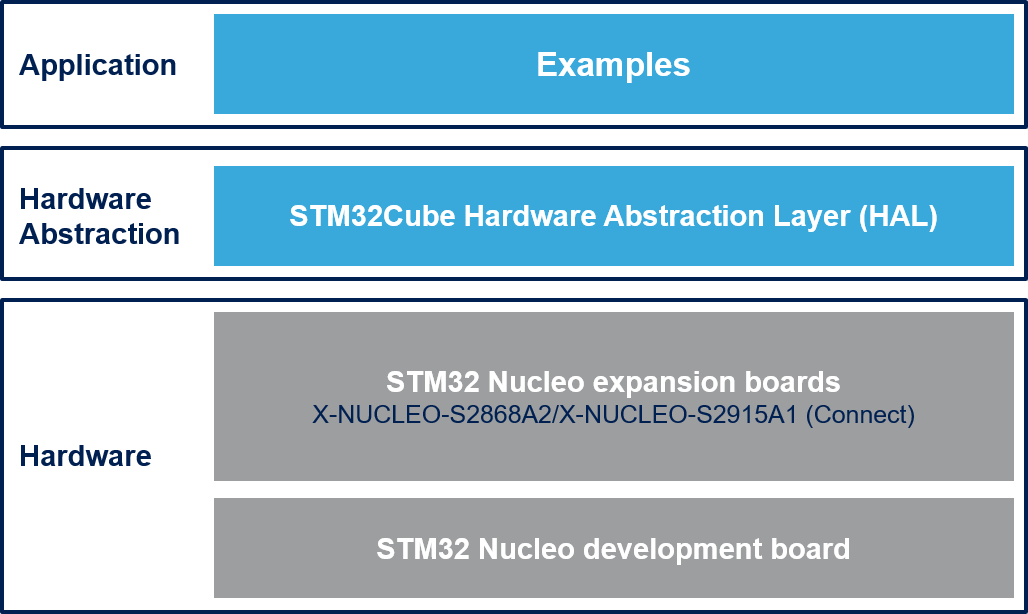 Application
Examples
Hardware
Abstraction
STM32Cube Hardware Abstraction Layer (HAL)
Hardware
STM32 Nucleo expansion boards
X-NUCLEO-S2868A2/X-NUCLEO-S2915A1 (Connect)
STM32 Nucleo development board